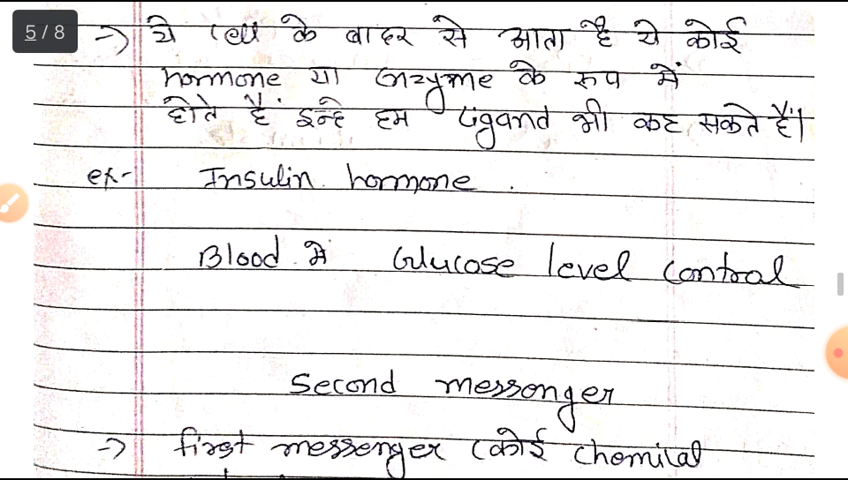 5 / 8
→ ये cell के बाहर से आता है ये कोई
hormone या Enzyme के रूप में
होते हैं इन्हे हम Ligand भी कह सकते हैं।
ex- Insulin hormone.
Blood में Glucose level control
Second messonger
→ first messenger (कोई chemical